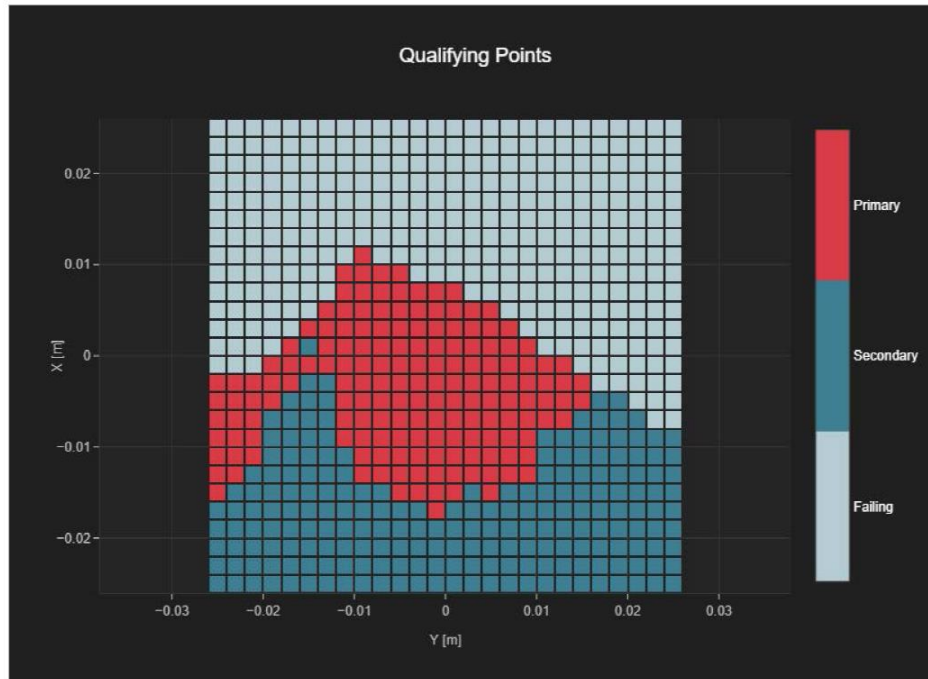 Qualifying Points
0.02
0.01
0
−0.01
−0.02
X [m]
−0.03
−0.02
−0.01
0
0.01
0.02
0.03
Y [m]
Primary
Secondary
Failing